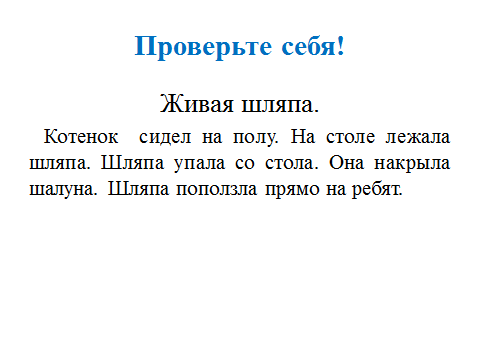 Проверьте себя!
Живая шляпа.
Котенок сидел на полу. На столе лежала
шляпа. Шляпа упала со стола. Она накрыла
шалуна. Шляпа поползла прямо на ребят.